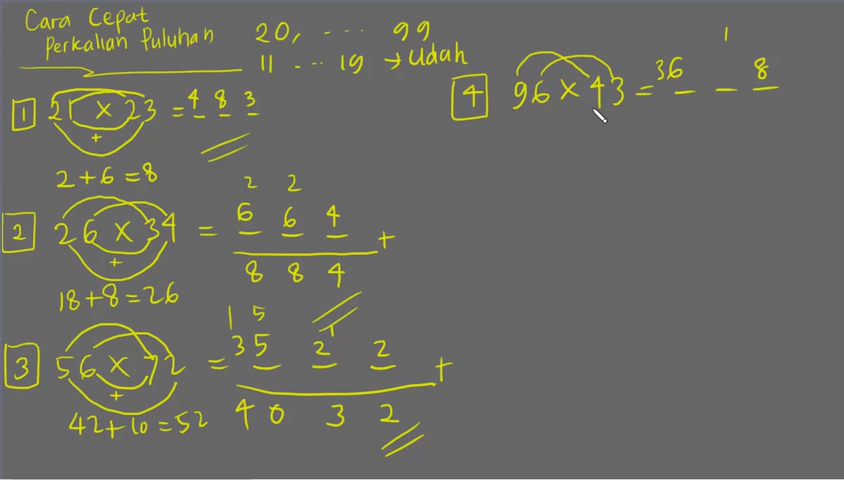 Cara Cepat
Perkalian Puluhan
20, ... 99
11 ... 19 → Udah
1 21 x 23 = 4 8 3
+
2 + 6 = 8
2 2
2 26 x 34 = 6 6 4
+ +
8 8 4
18 + 8 = 26
1 5
3 56 x 72 = 35 2 2
1
+ +
42 + 10 = 52
4 0 3 2
1
4 96 x 43 = 36 _ 8